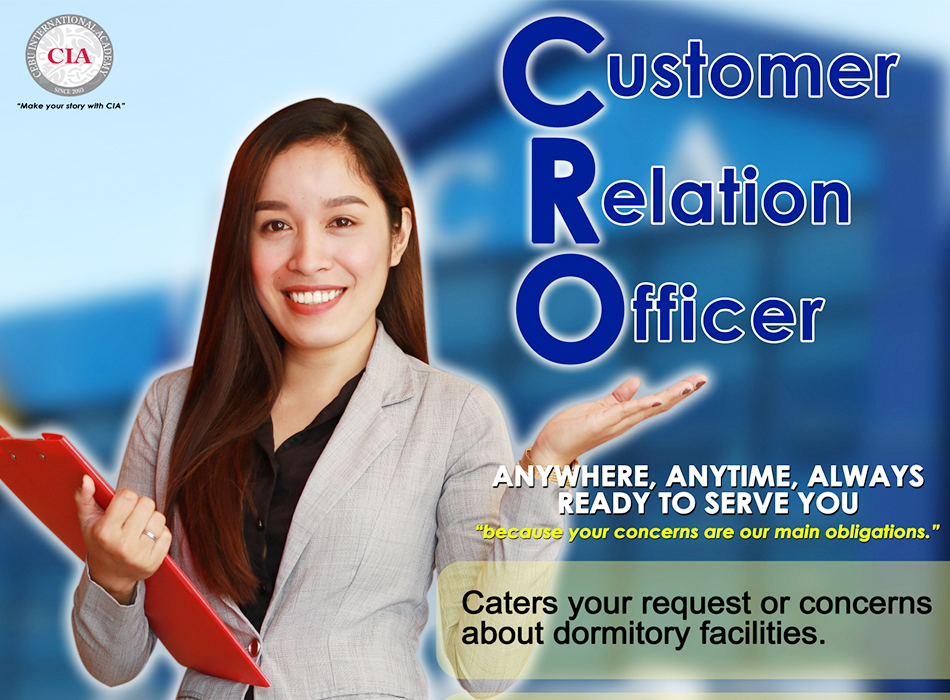 CEBU INTERNATIONAL ACADEMY
CIA
SINCE 2003
“Make your story with CIA”
Customer
Relation
Officer
C A
ANYWHERE, ANYTIME, ALWAYS
READY TO SERVE YOU
“because your concerns are our main obligations.”
Caters your request or concerns
about dormitory facilities.